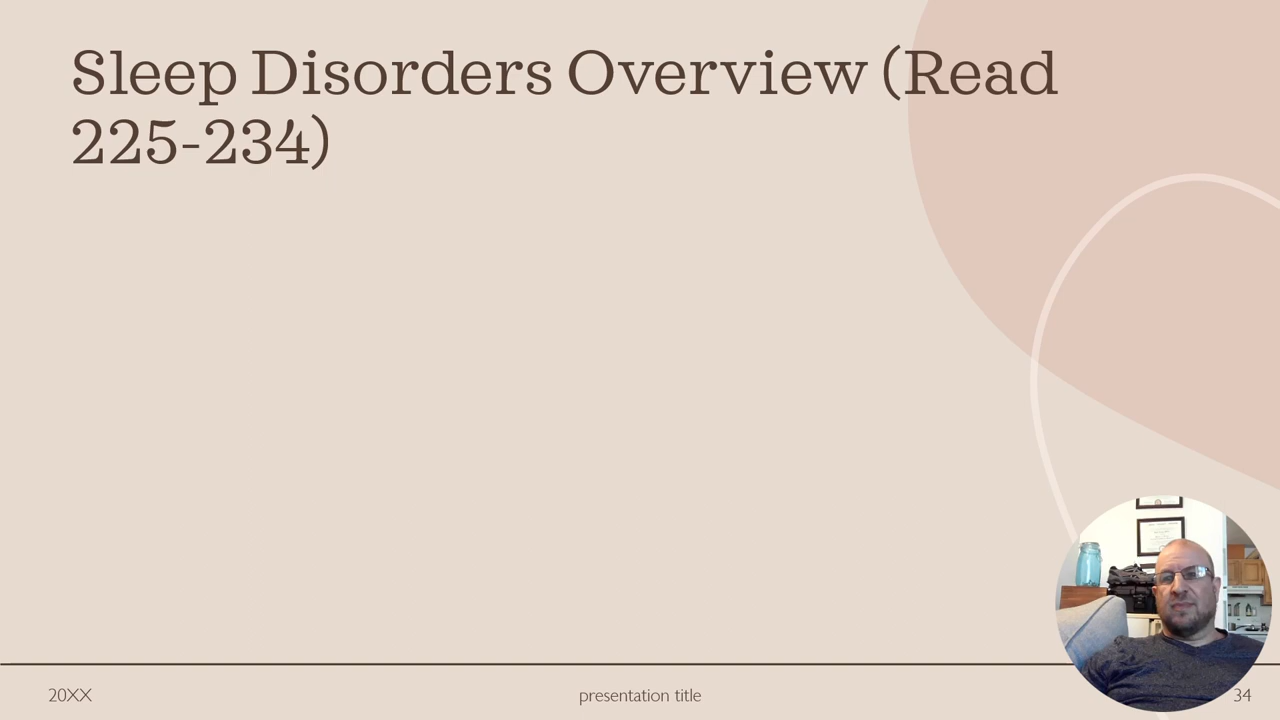 Sleep Disorders Overview (Read
225-234)
20XX
presentation title
34